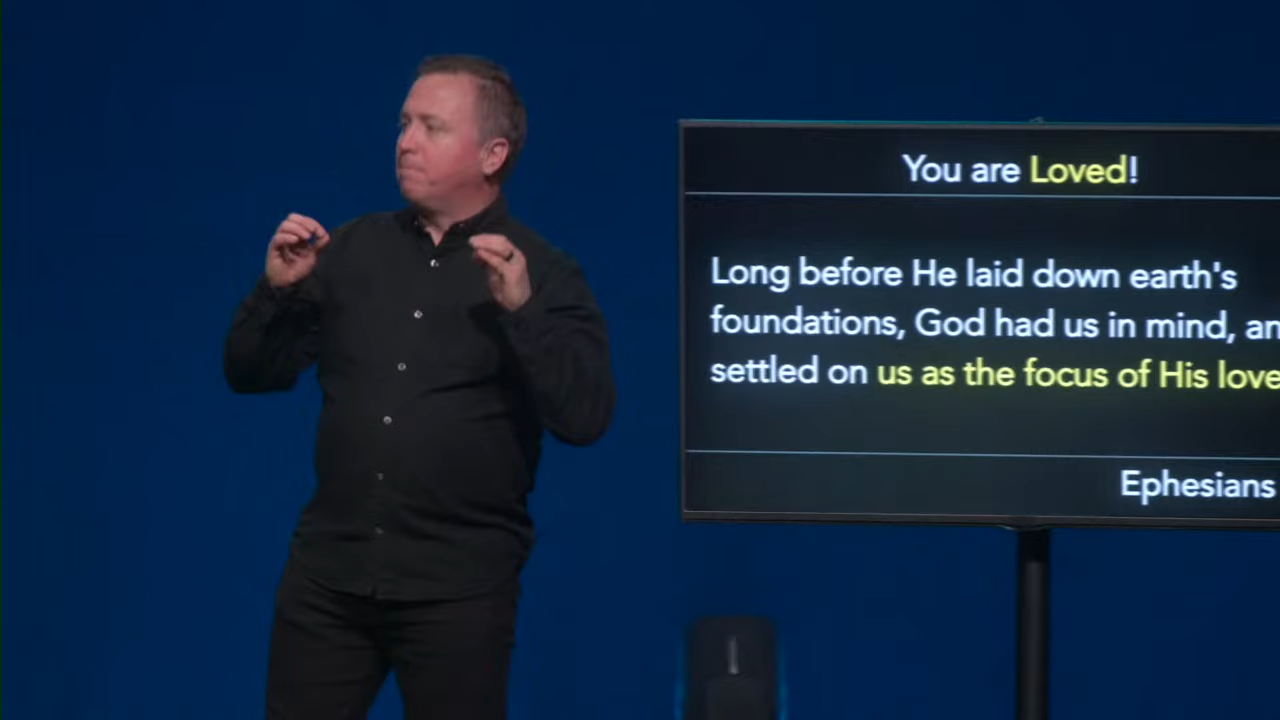 You are Loved!
Long before He laid down earth's
foundations, God had us in mind,
settled on us as the focus of His love
Ephesians